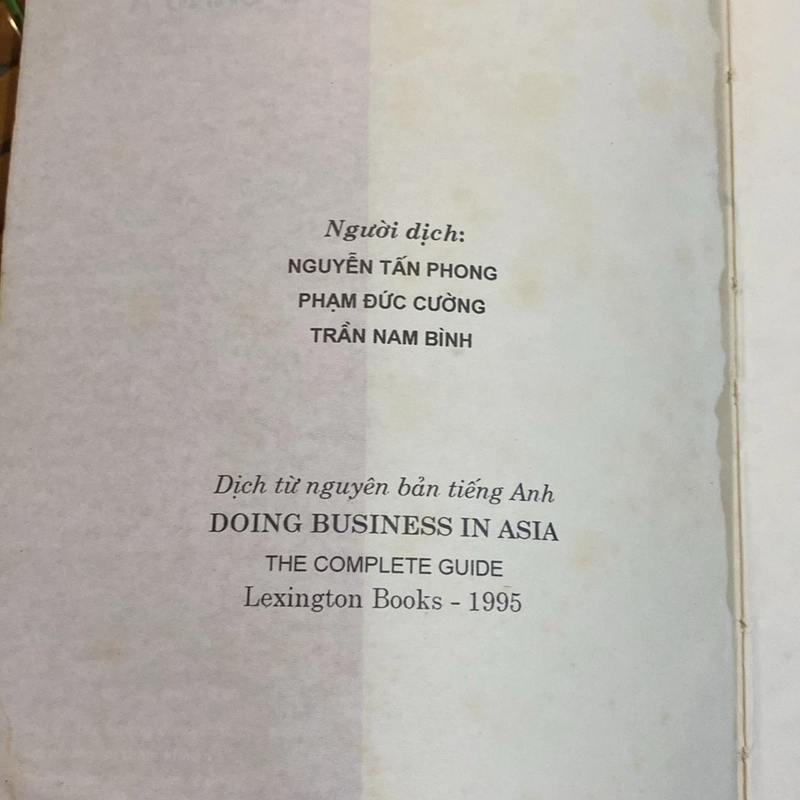 Người dịch:
NGUYỄN TẤN PHONG
PHẠM ĐỨC CƯỜNG
TRẦN NAM BÌNH
Dịch từ nguyên bản tiếng Anh
DOING BUSINESS IN ASIA
THE COMPLETE GUIDE
Lexington Books - 1995